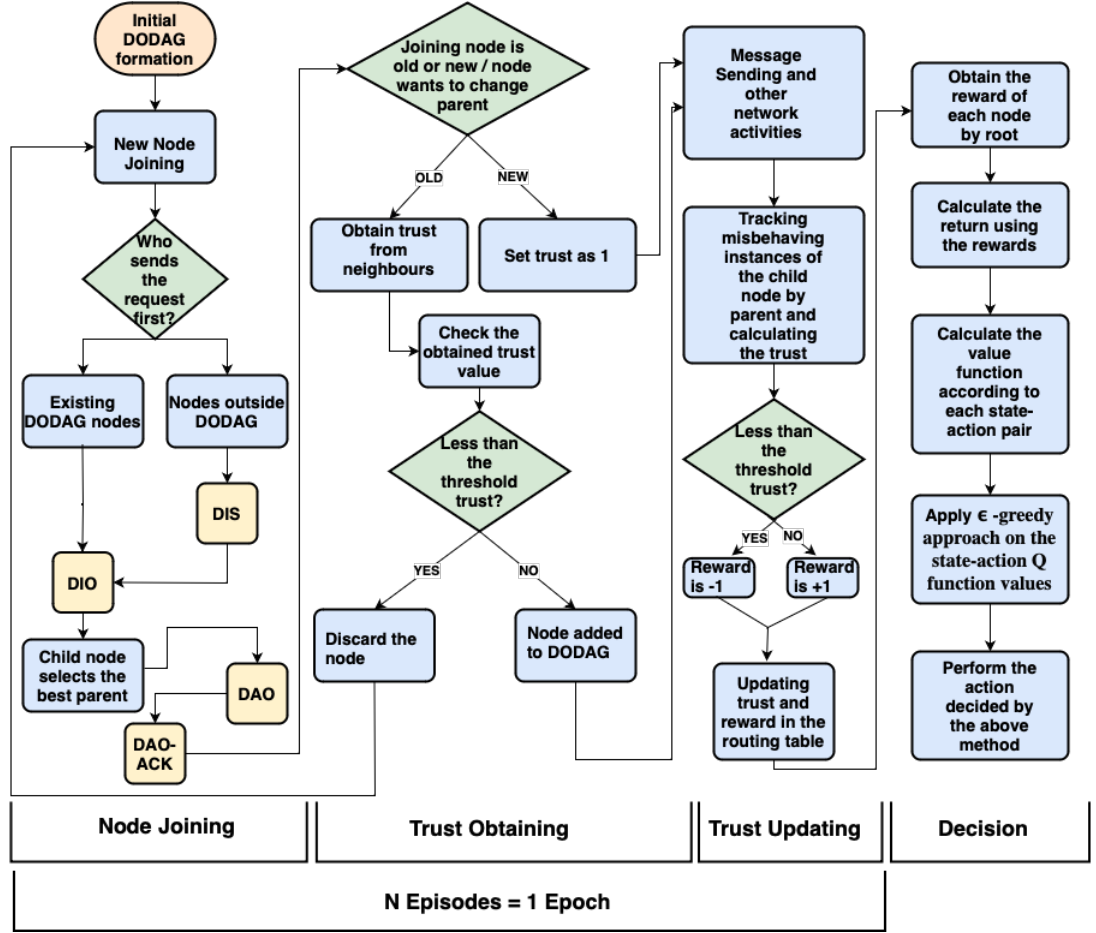 Initial
DODAG
formation
New Node
Joining
Who
sends
the
request
first?
Existing
DODAG nodes
Nodes outside
DODAG
DIS
DIO
Child node
selects the
best parent
DAO
DAO-
ACK
Node Joining
Joining node is
old or new / node
wants to change
parent
OLD
NEW
Obtain trust
from
neighbours
Set trust as 1
Check the
obtained trust
value
Less than
the
threshold
trust?
YES
NO
Discard the
node
Node added
to DODAG
Trust Obtaining
Message
Sending and
other
network
activities
Tracking
misbehaving
instances of
the child
node by
parent and
calculating
the trust
Less than
the
threshold
trust?
YES
NO
Reward
is -1
Reward
is +1
Updating
trust and
reward in the
routing table
Trust Updating
Obtain the
reward of
each node
by root
Calculate the
return using
the rewards
Calculate the
value
function
according to
each state-
action pair
Apply ϵ -greedy
approach on the
state-action Q
function values
Perform the
action
decided by
the above
method
Decision
N Episodes = 1 Epoch